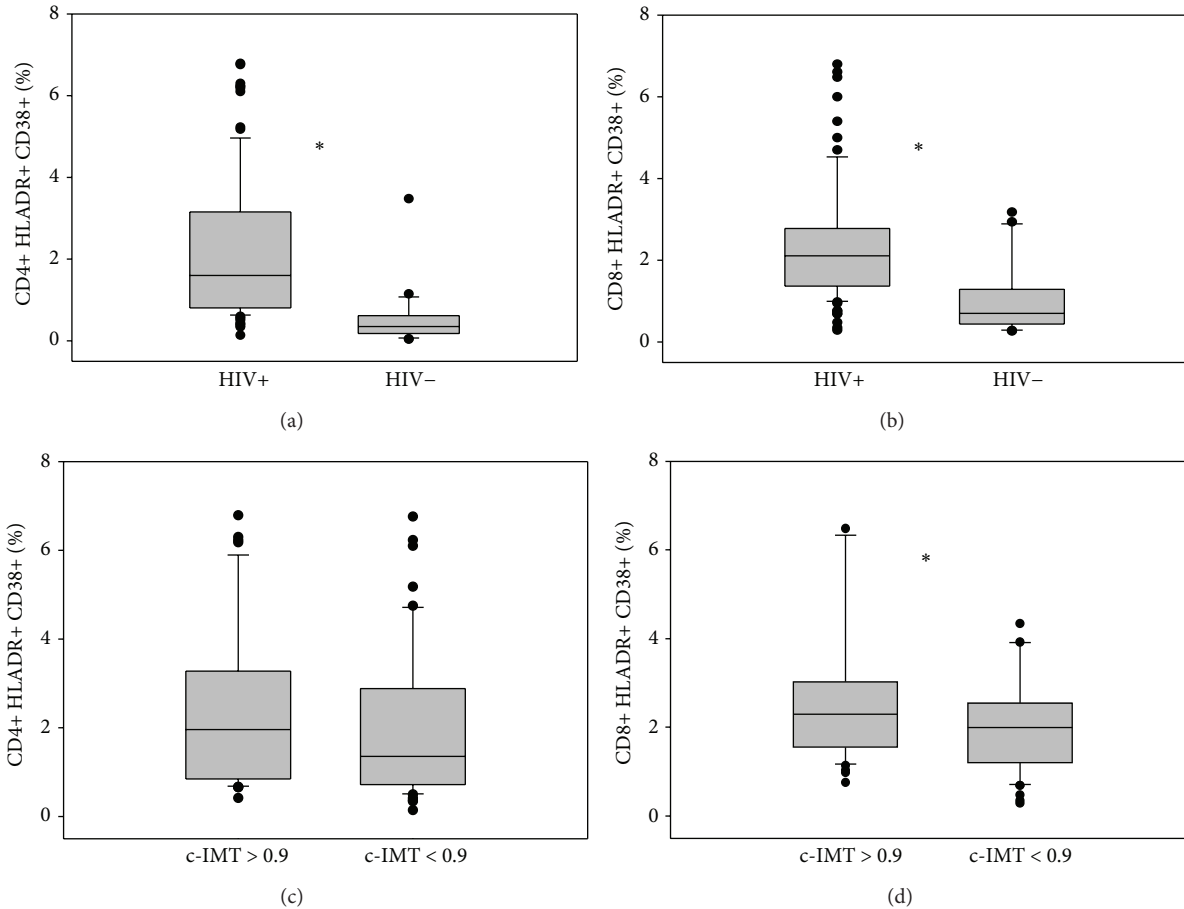 8
6
4
2
0
CD4+ HLADR+ CD38+ (%)
*
HIV+ HIV−
(a)
8
6
4
2
0
CD8+ HLADR+ CD38+ (%)
*
HIV+ HIV−
(b)
8
6
4
2
0
CD4+ HLADR+ CD38+ (%)
c-IMT > 0.9 c-IMT < 0.9
(c)
8
6
4
2
0
CD8+ HLADR+ CD38+ (%)
*
c-IMT > 0.9 c-IMT < 0.9
(d)